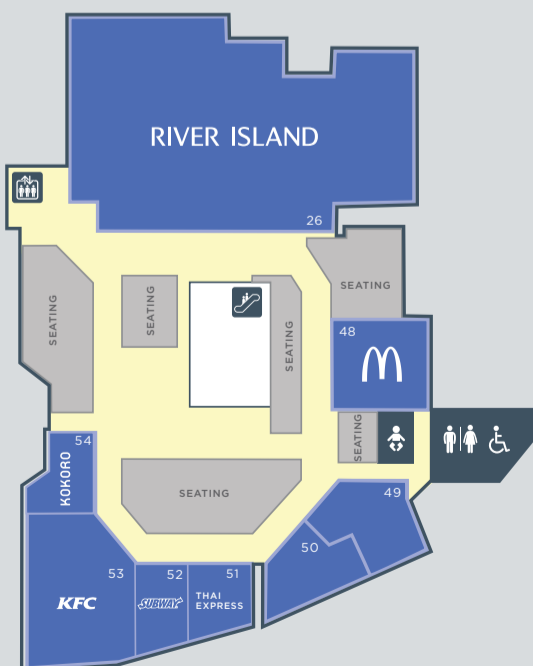 RIVER ISLAND
26
SEATING
SEATING
SEATING
SEATING
48
SEATING
54
KOKORO
SEATING
49
50
53
52
51
KFC
SUBWAY
THAI
EXPRESS